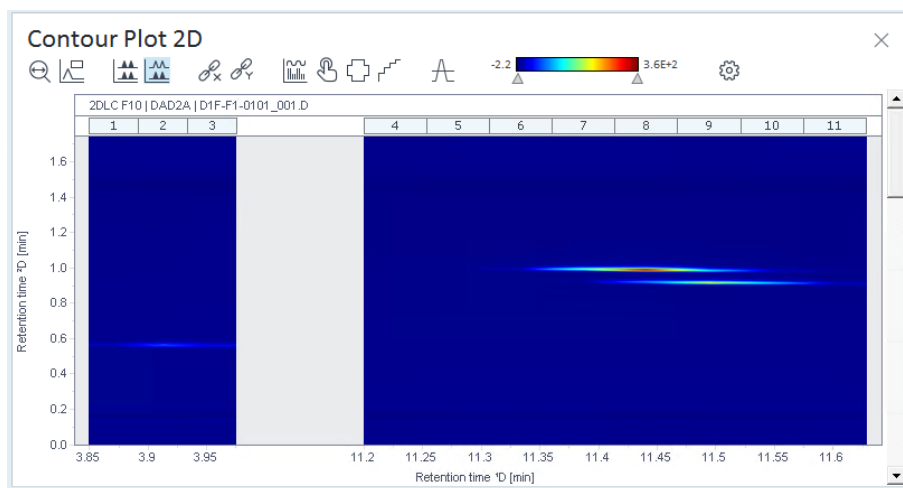 Contour Plot 2D
-2.2 3.6E+2
2DLC F10 | DAD2A | D1F-F1-0101_001.D
1 2 3 4 5 6 7 8 9 10 11
1.6
1.4
1.2
1.0
0.8
0.6
0.4
0.2
0.0
Retention time ²D [min]
3.85 3.9 3.95 11.2 11.25 11.3 11.35 11.4 11.45 11.5 11.55 11.6
Retention time ¹D [min]